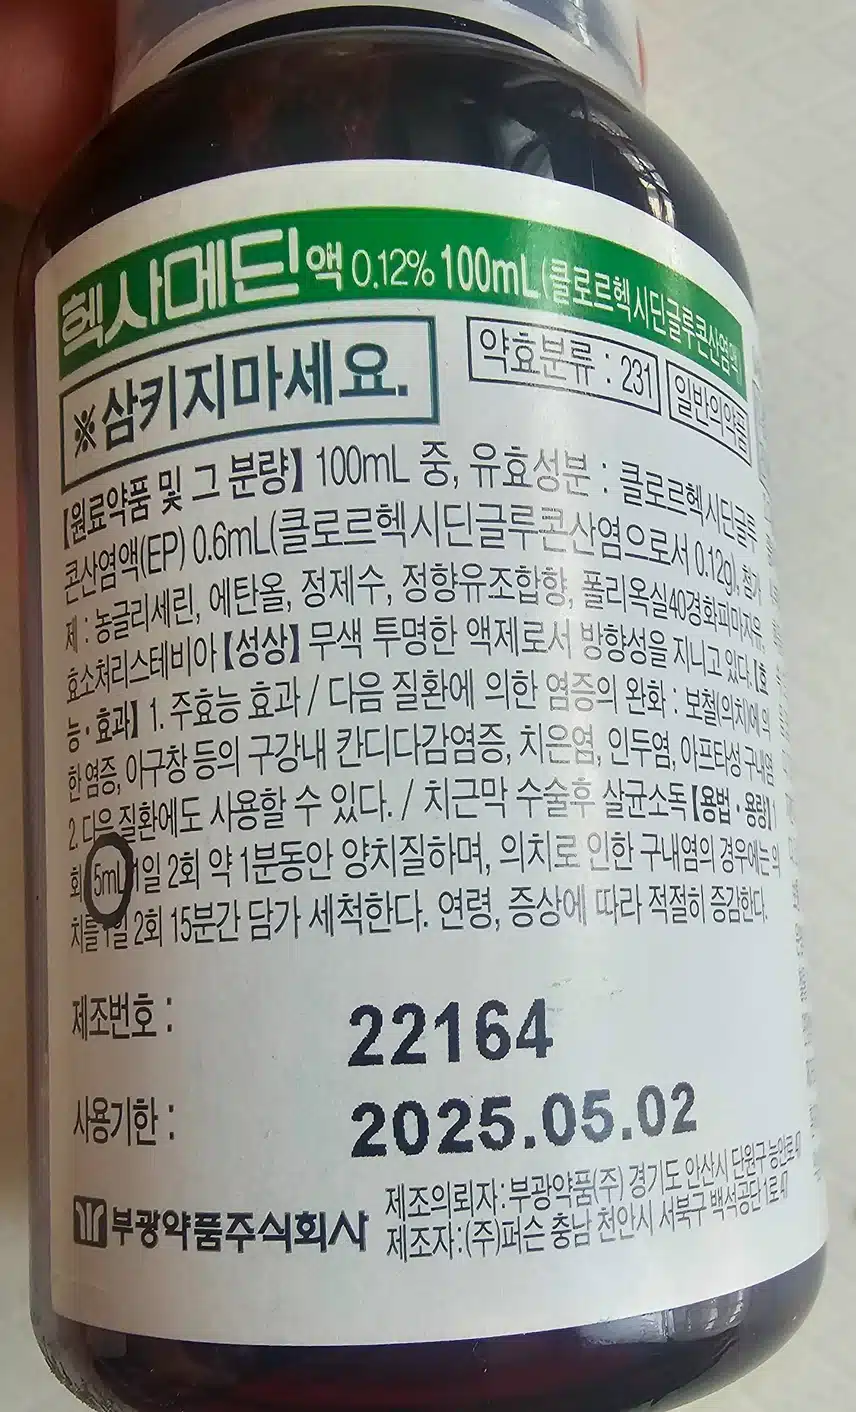 헥사메딘액 0.12% 100mL (클로르헥시딘글루콘산염액)
※삼키지마세요.
약효분류 : 231 일반의약품
【원료약품 및 그 분량】 100mL 중, 유효성분 : 클로르헥시딘글루
콘산염액(EP) 0.6mL(클로르헥시딘글루콘산염으로서 0.12g), 첨가
제 : 농글리세린, 에탄올, 정제수, 정향유조합향, 폴리옥실40경화피마자유,
효소처리스테비아【성상】 무색 투명한 액제로서 방향성을 지니고 있다.【효
능·효과】 1. 주효능 효과 / 다음 질환에 의한 염증의 완화 : 보철(의치)에 의
한 염증, 아구창 등의 구강내 칸디다감염증, 치은염, 인두염, 아프타성 구내염
2. 다음 질환에도 사용할 수 있다. / 치근막 수술후 살균소독【용법·용량】1
회 5mL 1일 2회 약 1분동안 양치질하며, 의치로 인한 구내염의 경우에는 의
치를 1일 2회 15분간 담가 세척한다. 연령, 증상에 따라 적절히 증감한다.
제조번호 : 22164
사용기한 : 2025.05.02
부광약품주식회사
제조의뢰자:부광약품(주) 경기도 안산시 단원구 능안로 47
제조자:(주)퍼슨 충남 천안시 서북구 백석공단1로 47